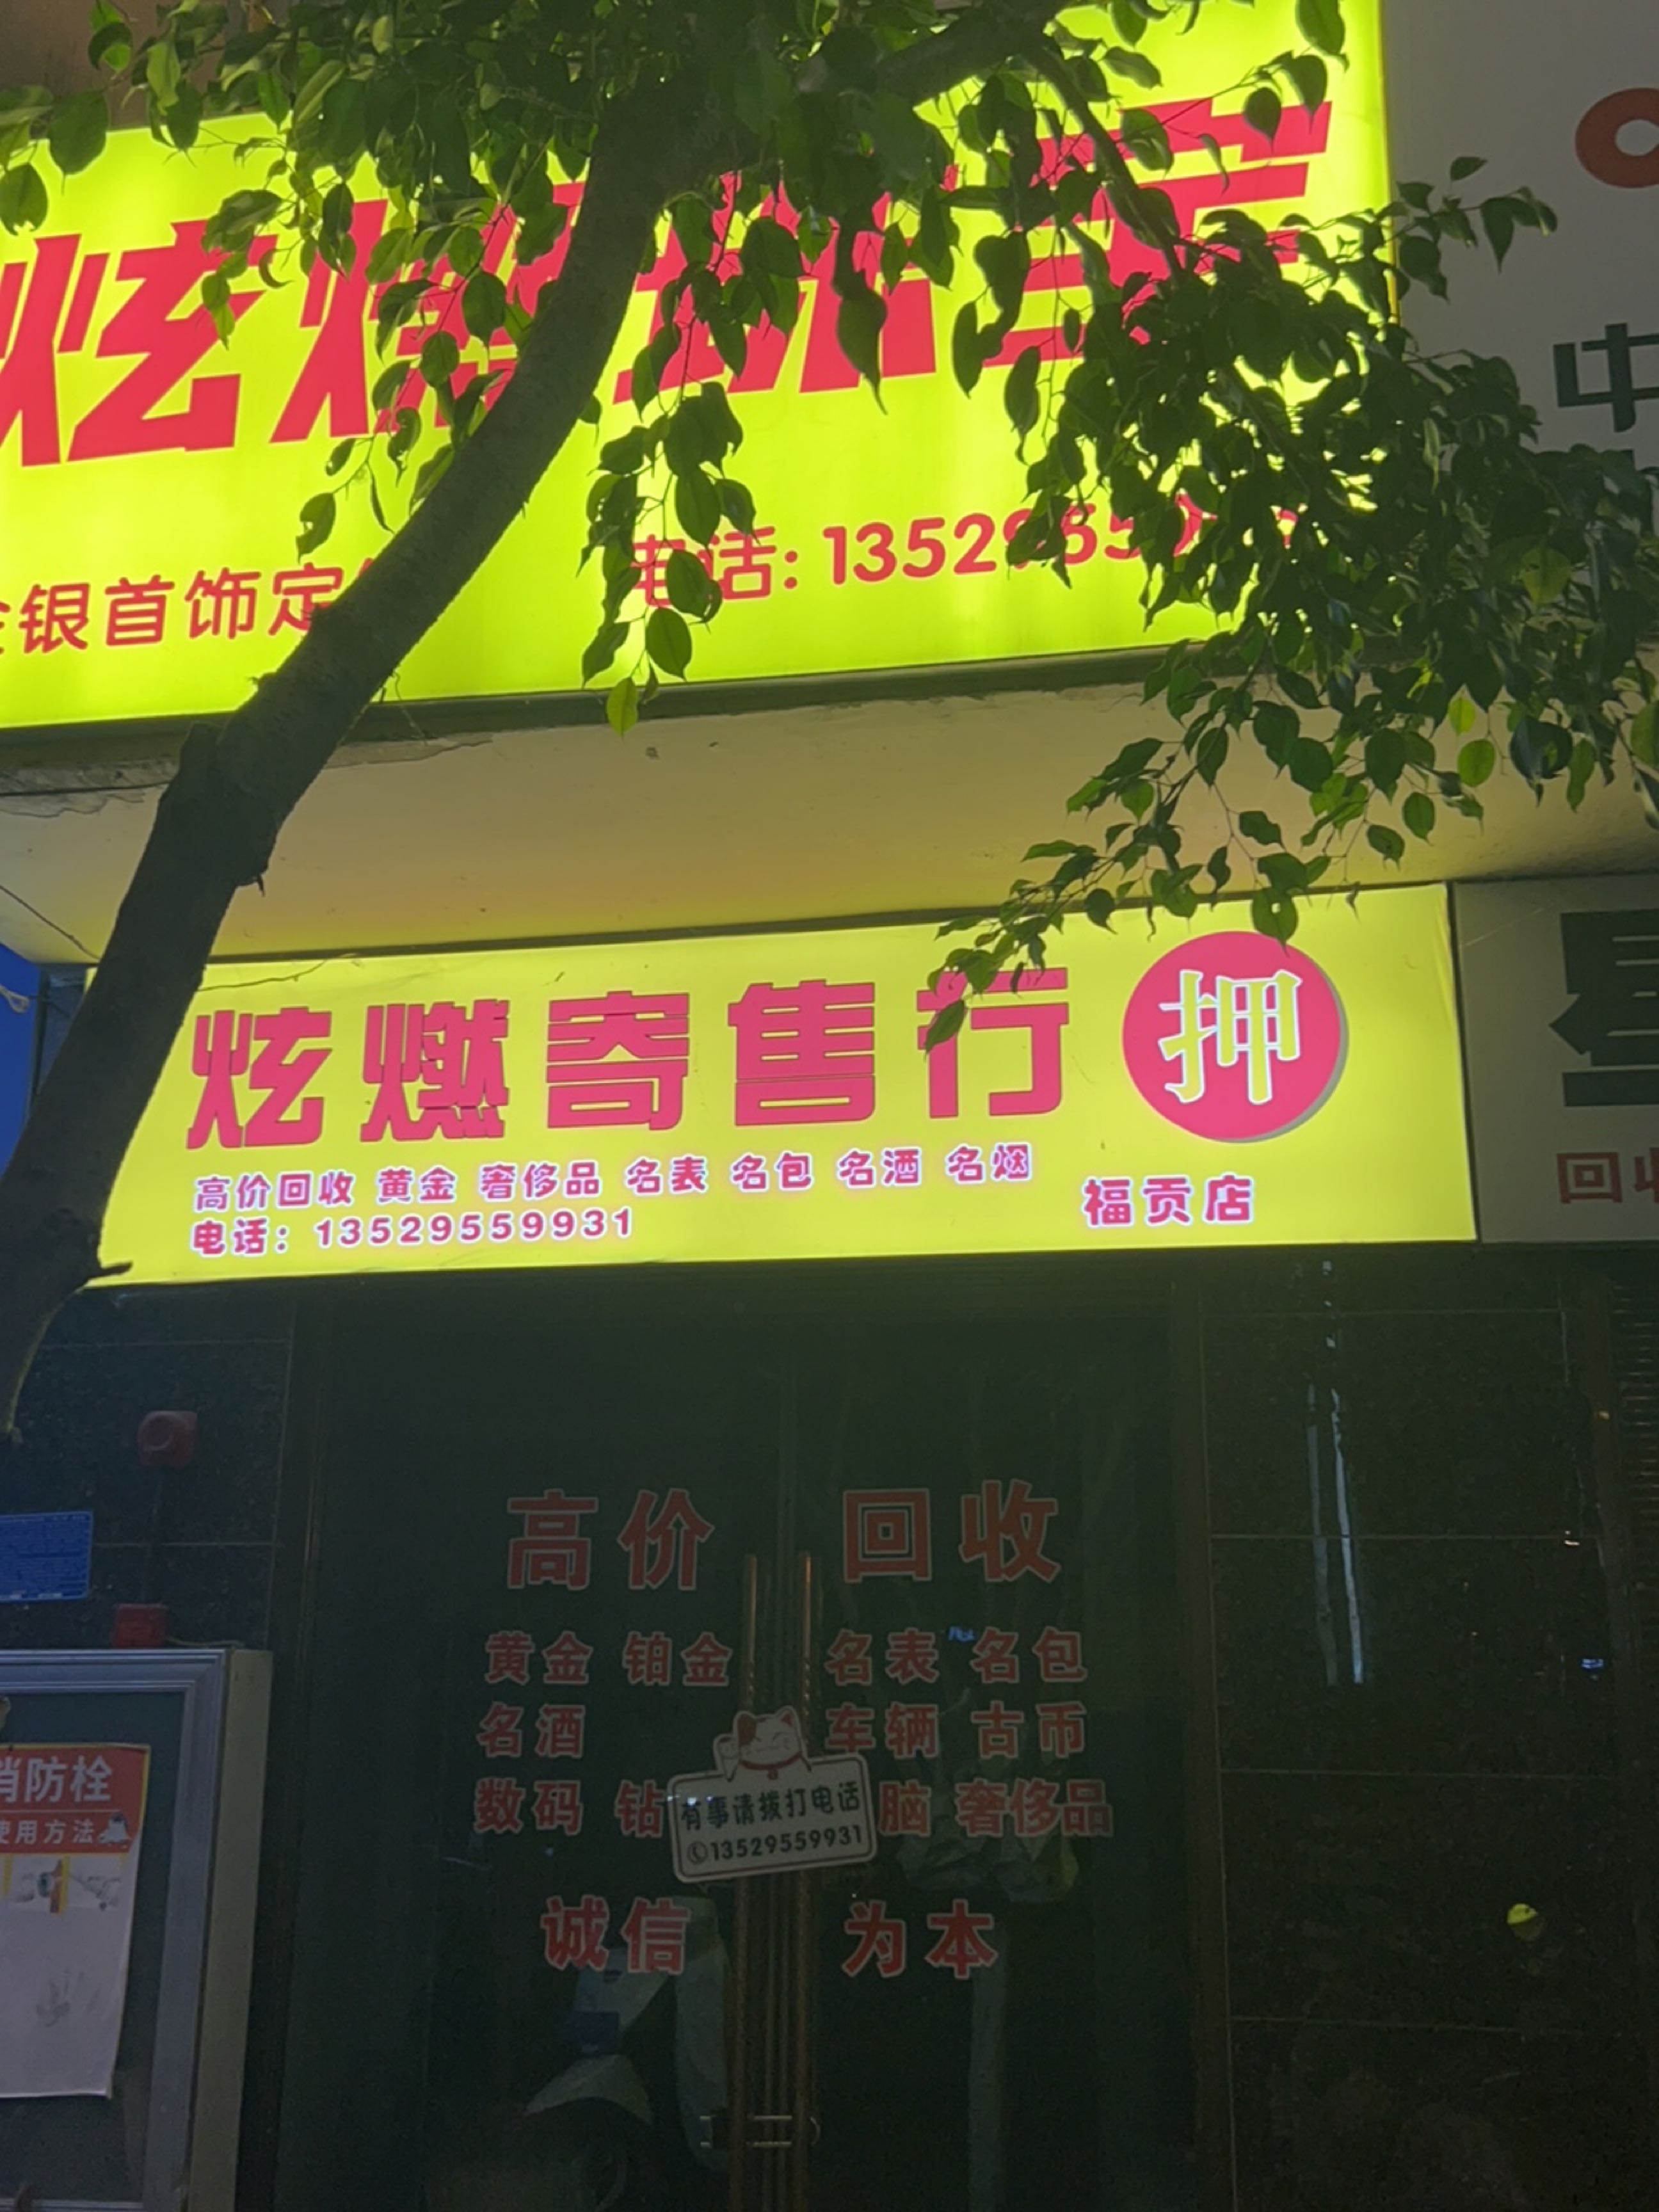 炫燃
银首饰定
电话: 13529
中
炫燃寄售行 押
高价回收 黄金 奢侈品 名表 名包 名酒 名烟
电话: 13529559931
福贡店
回收
高价 回收
黄金 铂金 名表 名包
名酒 车辆 古币
数码 钻 脑 奢侈品
有事请拨打电话
13529559931
诚信 为本
消防栓
使用方法